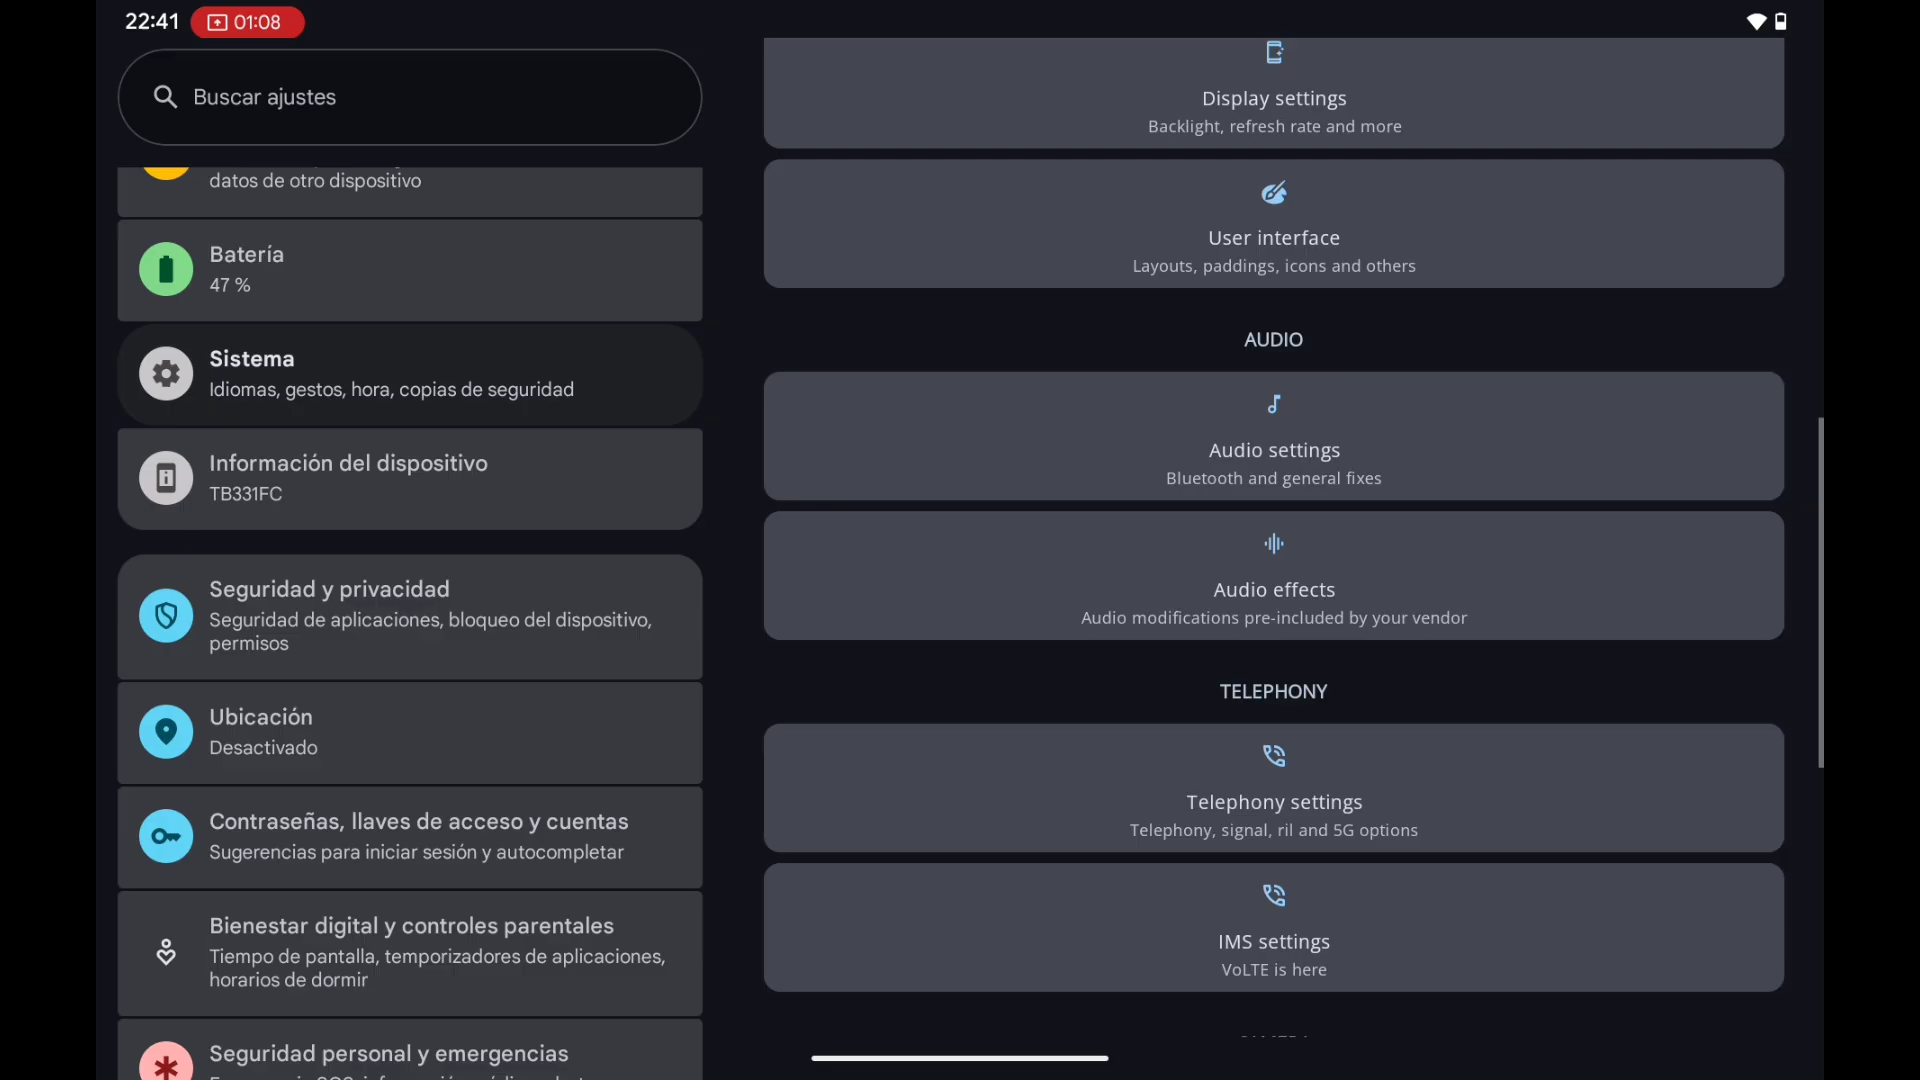 22:41
01:08
Buscar ajustes
datos de otro dispositivo
Batería
47 %
Sistema
Idiomas, gestos, hora, copias de seguridad
Información del dispositivo
TB331FC
Seguridad y privacidad
Seguridad de aplicaciones, bloqueo del dispositivo,
permisos
Ubicación
Desactivado
Contraseñas, llaves de acceso y cuentas
Sugerencias para iniciar sesión y autocompletar
Bienestar digital y controles parentales
Tiempo de pantalla, temporizadores de aplicaciones,
horarios de dormir
Seguridad personal y emergencias
Display settings
Backlight, refresh rate and more
User interface
Layouts, paddings, icons and others
AUDIO
Audio settings
Bluetooth and general fixes
Audio effects
Audio modifications pre-included by your vendor
TELEPHONY
Telephony settings
Telephony, signal, ril and 5G options
IMS settings
VoLTE is here